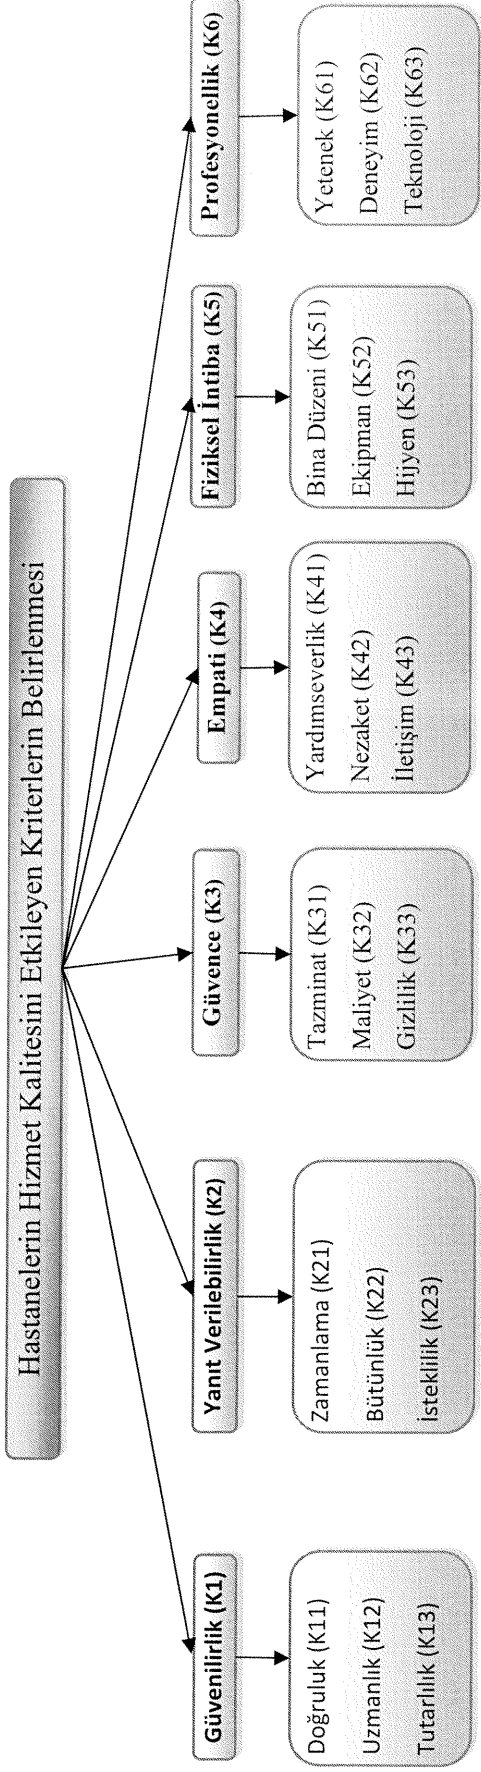 Hastanelerin Hizmet Kalitesini Etkileyen Kriterlerin Belirlenmesi
Güvenilirlik (K1)
Doğruluk (K11)
Uzmanlık (K12)
Tutarlılık (K13)
Yanıt Verilebilirlik (K2)
Zamanlama (K21)
Bütünlük (K22)
İsteklilik (K23)
Güvence (K3)
Tazminat (K31)
Maliyet (K32)
Gizlilik (K33)
Empati (K4)
Yardımseverlik (K41)
Nezaket (K42)
İletişim (K43)
Fiziksel İntiba (K5)
Bina Düzeni (K51)
Ekipman (K52)
Hijyen (K53)
Profesyonellik (K6)
Yetenek (K61)
Deneyim (K62)
Teknoloji (K63)